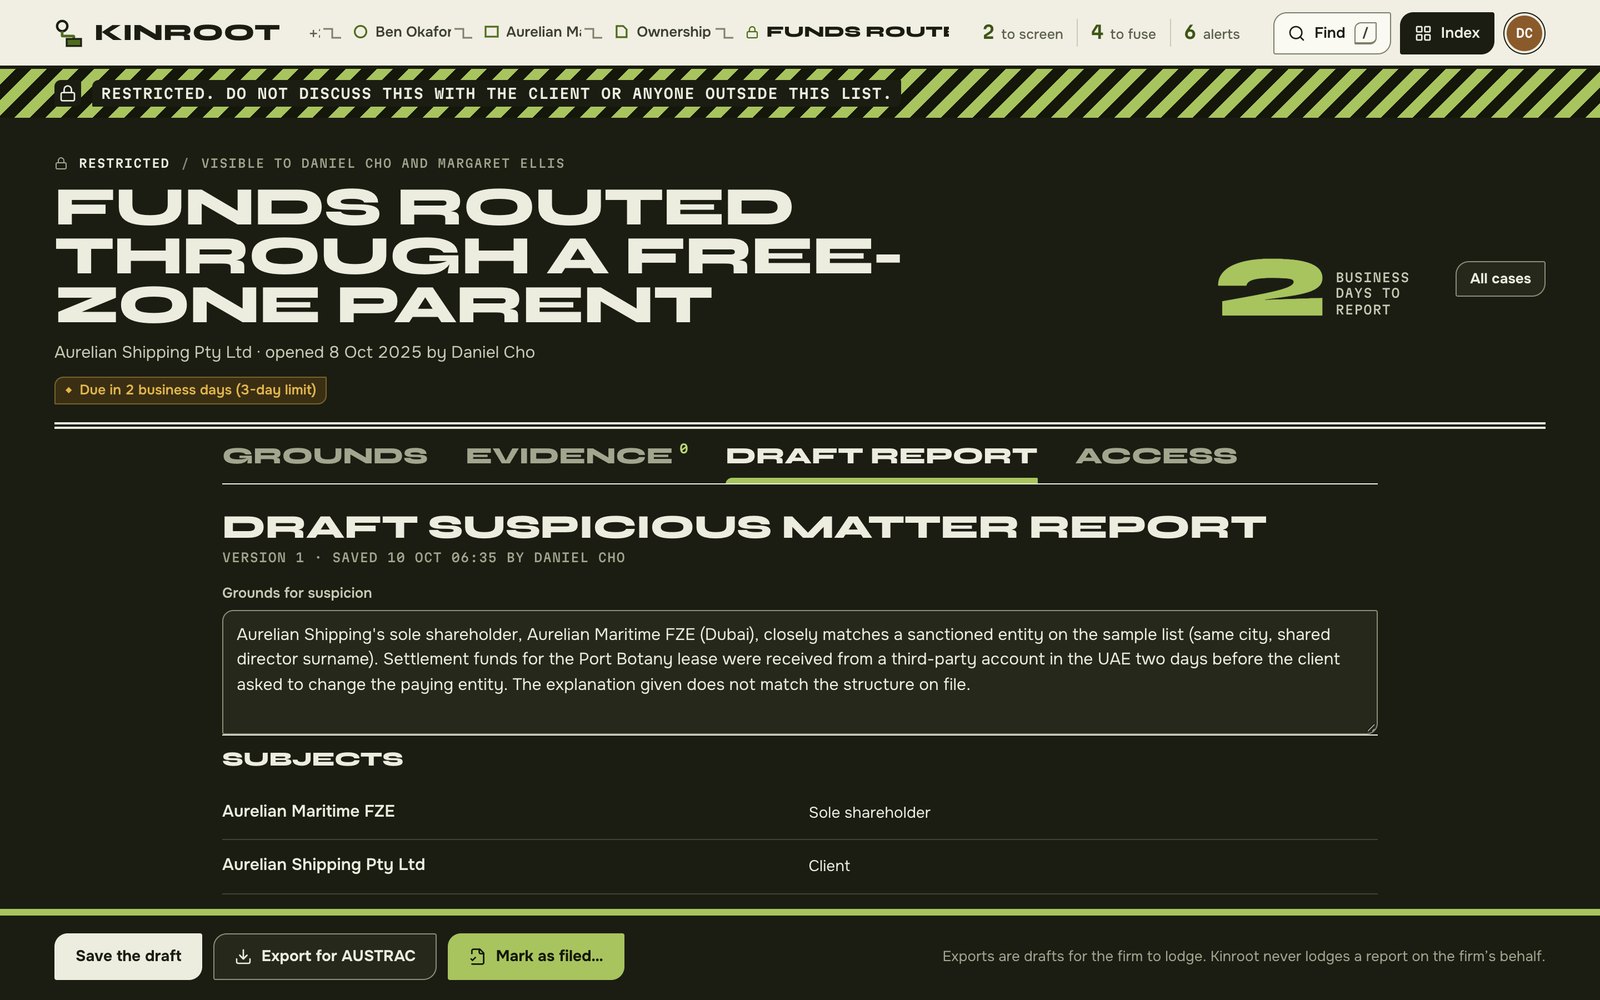 KINROOT
Ben Okafor
Aurelian
Ownership
FUNDS
2 to screen
4 to fuse
6 alerts
Find /
Index
DC
RESTRICTED. DO NOT DISCUSS THIS WITH THE CLIENT OR ANYONE OUTSIDE THIS LIST.
RESTRICTED / VISIBLE TO DANIEL CHO AND MARGARET ELLIS
FUNDS ROUTED
THROUGH A FREE-
ZONE PARENT
2 BUSINESS
DAYS TO
REPORT
All cases
Aurelian Shipping Pty Ltd · opened 8 Oct 2025 by Daniel Cho
Due in 2 business days (3-day limit)
GROUNDS EVIDENCE 0 DRAFT REPORT ACCESS
DRAFT SUSPICIOUS MATTER REPORT
VERSION 1 · SAVED 10 OCT 06:35 BY DANIEL CHO
Grounds for suspicion
Aurelian Shipping's sole shareholder, Aurelian Maritime FZE (Dubai), closely matches a sanctioned entity on the sample list (same city, shared
director surname). Settlement funds for the Port Botany lease were received from a third-party account in the UAE two days before the client
asked to change the paying entity. The explanation given does not match the structure on file.
SUBJECTS
Aurelian Maritime FZE Sole shareholder
Aurelian Shipping Pty Ltd Client
Save the draft
Export for AUSTRAC
Mark as filed...
Exports are drafts for the firm to lodge. Kinroot never lodges a report on the firm's behalf.